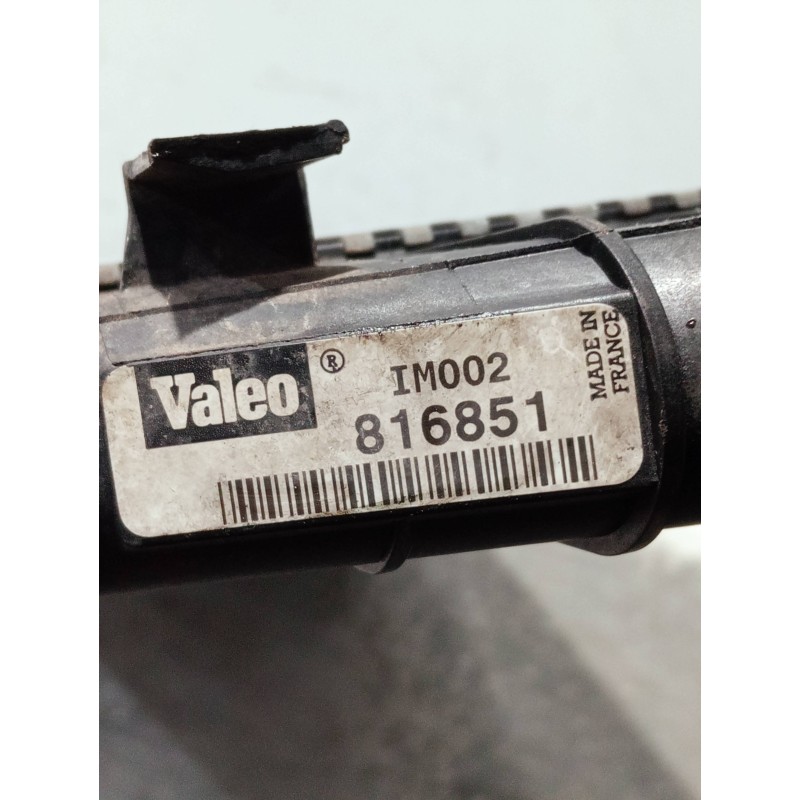 Valeo ®
IM002
816851
MADE IN
FRANCE